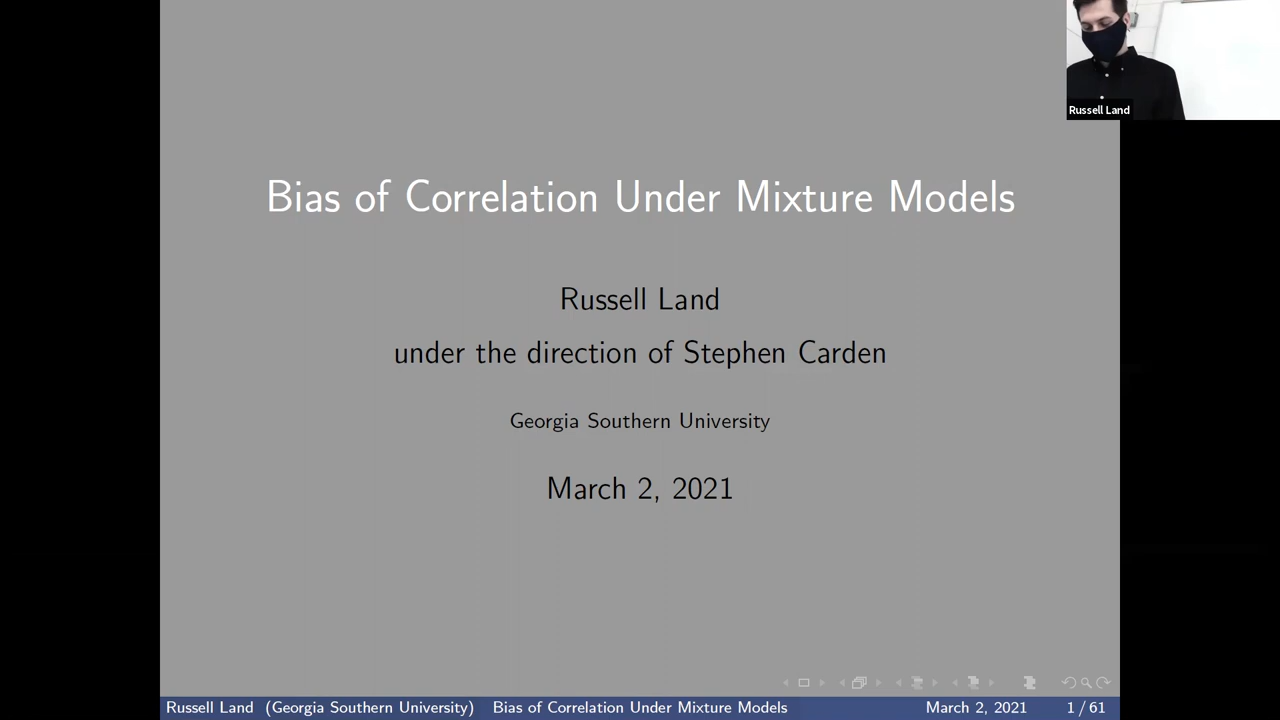 Russell Land
Bias of Correlation Under Mixture Models
Russell Land
under the direction of Stephen Carden
Georgia Southern University
March 2, 2021
Russell Land (Georgia Southern University) Bias of Correlation Under Mixture Models March 2, 2021 1 / 61